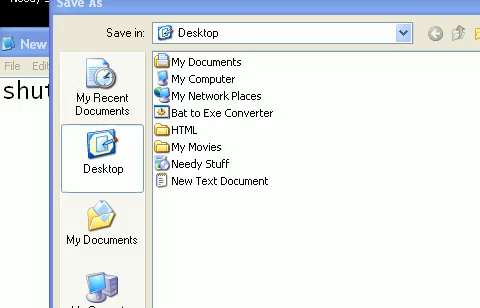 Save As
New
File Edit
shut
Save in: Desktop
My Recent
Documents
Desktop
My Documents
My Documents
My Computer
My Network Places
Bat to Exe Converter
HTML
My Movies
Needy Stuff
New Text Document